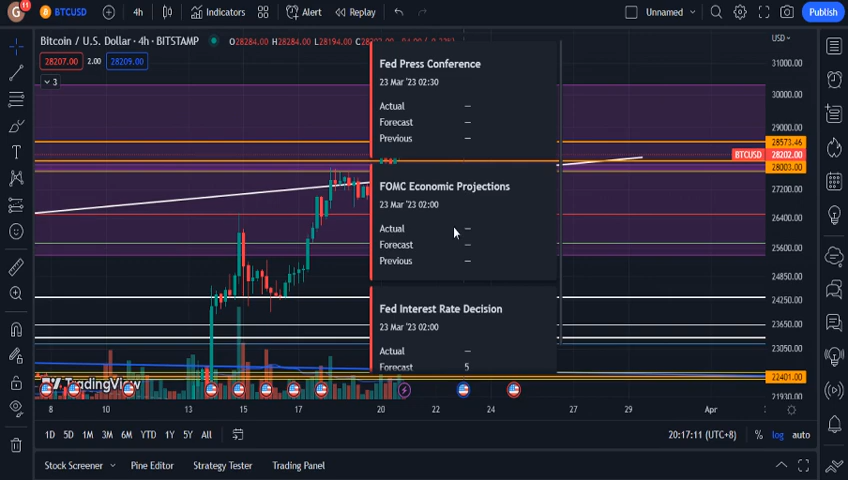 G
11
BTCUSD
4h
Indicators
Alert
Replay
Unnamed
Publish
Bitcoin / U.S. Dollar · 4h · BITSTAMP
O28284.00 H28284.00 L28194.00
28207.00
2.00
28209.00
3
Fed Press Conference
23 Mar '23 02:30
Actual —
Forecast —
Previous —
FOMC Economic Projections
23 Mar '23 02:00
Actual —
Forecast —
Previous —
Fed Interest Rate Decision
23 Mar '23 02:00
Actual —
Forecast 5
USD
31000.00
30000.00
29000.00
28573.46
BTCUSD 28202.00
28003.00
27200.00
26400.00
25600.00
24850.00
24250.00
23650.00
23050.00
22401.00
21930.00
TradingView
8 10 13 15 17 20 22 24 27 29 Apr
1D 5D 1M 3M 6M YTD 1Y 5Y All
20:17:11 (UTC+8)
% log auto
Stock Screener
Pine Editor
Strategy Tester
Trading Panel